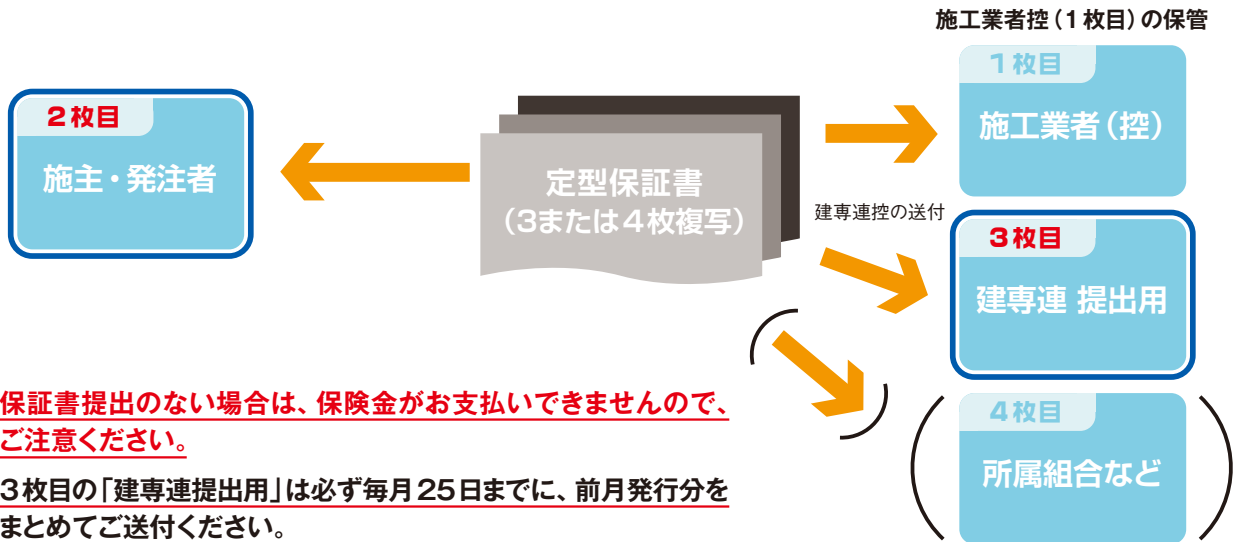 施工業者控（1枚目）の保管
1枚目
施工業者（控）
2枚目
施主・発注者
定型保証書
（3または4枚複写）
建専連控の送付
3枚目
建専連 提出用
4枚目
所属組合など
保証書提出のない場合は、保険金がお支払いできませんので、
ご注意ください。
3枚目の「建専連提出用」は必ず毎月25日までに、前月発行分を
まとめてご送付ください。